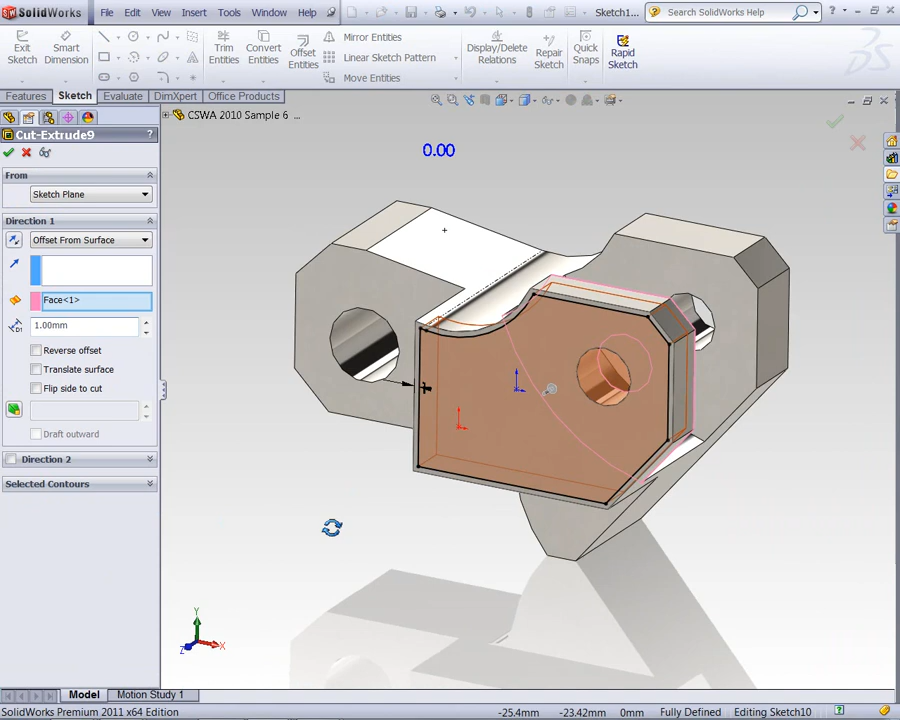 SolidWorks
File Edit View Insert Tools Window Help
Sketch1...
Search SolidWorks
Exit Sketch
Smart Dimension
Trim Entities
Convert Entities
Offset Entities
Mirror Entities
Linear Sketch Pattern
Move Entities
Display/Delete Relations
Repair Sketch
Quick Snaps
Rapid Sketch
Features Sketch Evaluate DimXpert Office Products
CSWA 2010 Sample 6 ...
Cut-Extrude9 ?
From
Sketch Plane
Direction 1
Offset From Surface
Face<1>
D1
1.00mm
Reverse offset
Translate surface
Flip side to cut
Draft outward
Direction 2
Selected Contours
0.00
Y
X
Z
Model Motion Study 1
SolidWorks Premium 2011 x64 Edition
-25.4mm -23.42mm 0mm Fully Defined Editing Sketch10